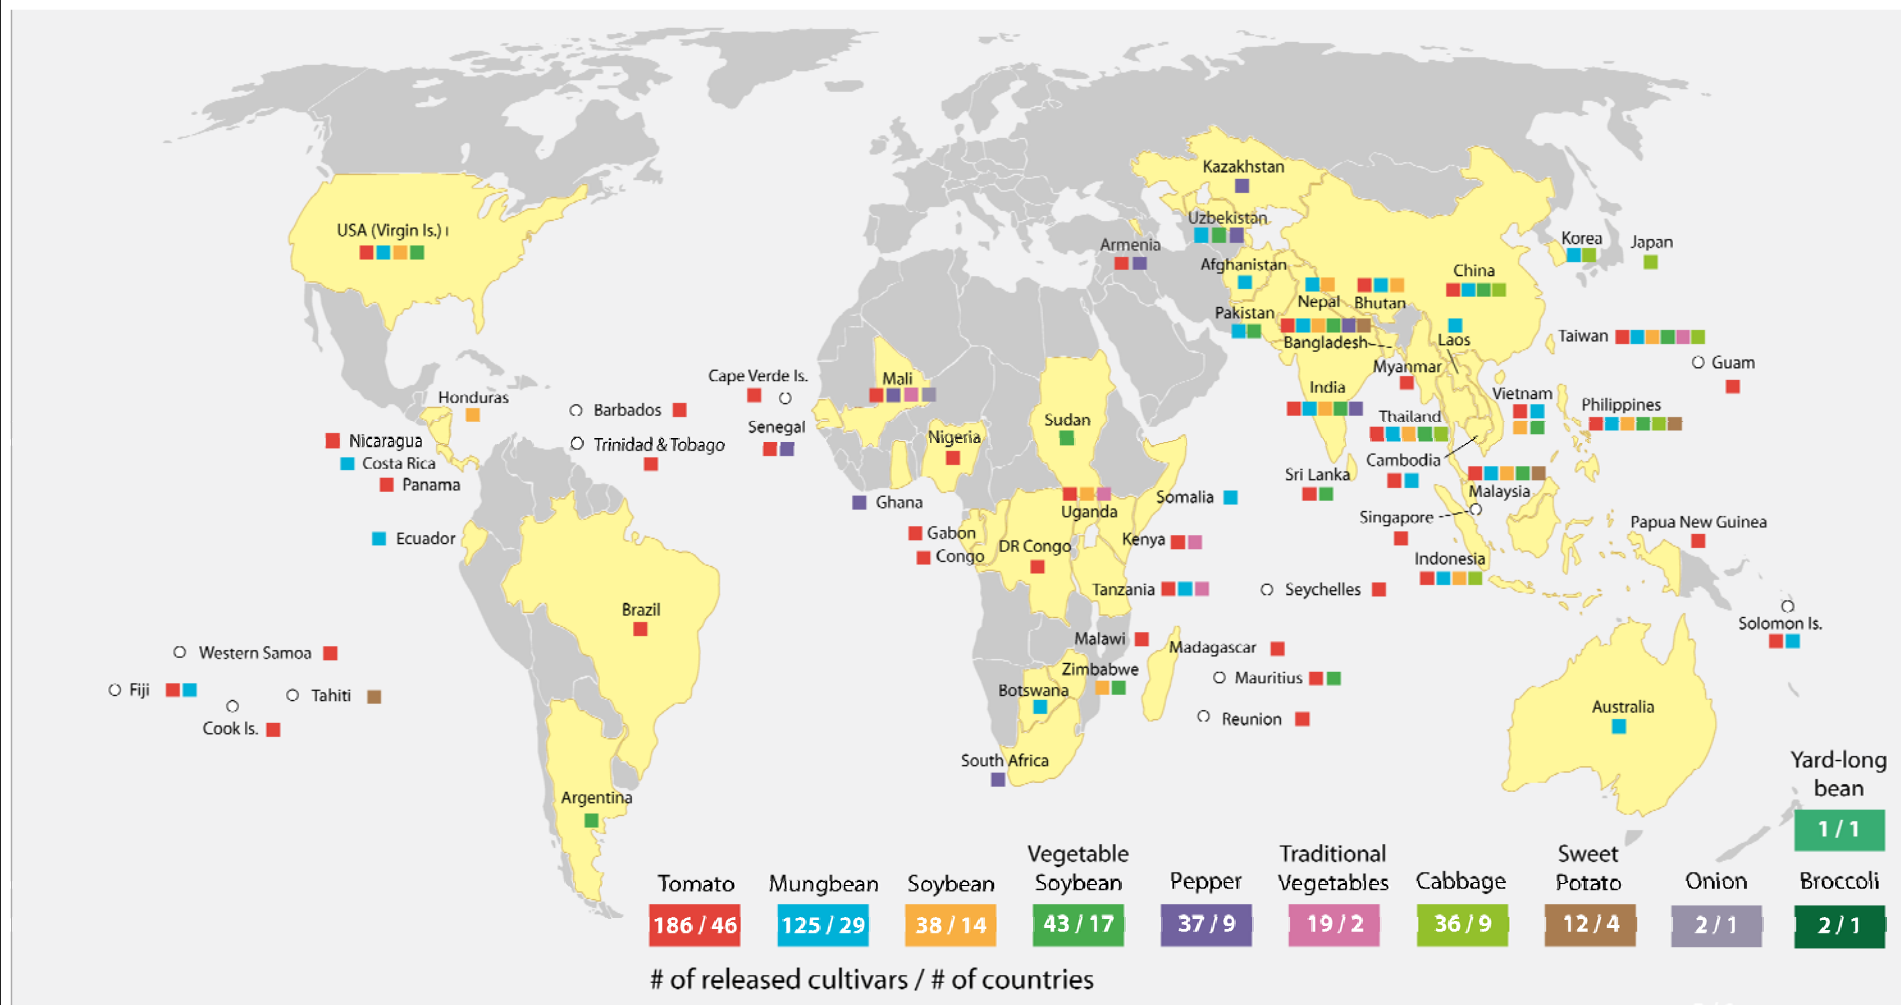 Kazakhstan
Uzbekistan
USA (Virgin Is.)
Armenia
Korea
Japan
Afghanistan
China
Nepal
Bhutan
Pakistan
Bangladesh
Laos
Taiwan
Guam
Myanmar
Cape Verde Is.
Mali
India
Vietnam
Honduras
Barbados
Philippines
Sudan
Thailand
Senegal
Nicaragua
Trinidad & Tobago
Nigeria
Costa Rica
Cambodia
Sri Lanka
Panama
Malaysia
Somalia
Ghana
Uganda
Singapore
Papua New Guinea
Ecuador
Gabon
Kenya
DR Congo
Congo
Indonesia
Tanzania
Seychelles
Brazil
Solomon Is.
Malawi
Madagascar
Western Samoa
Zimbabwe
Mauritius
Fiji
Tahiti
Botswana
Australia
Reunion
Cook Is.
South Africa
Yard-long
bean
Argentina
1 / 1
Vegetable
Traditional
Sweet
Tomato
Mungbean
Soybean
Soybean
Pepper
Vegetables
Cabbage
Potato
Onion
Broccoli
186 / 46
125 / 29
38 / 14
43 / 17
37 / 9
19 / 2
36 / 9
12 / 4
2 / 1
2 / 1
# of released cultivars / # of countries